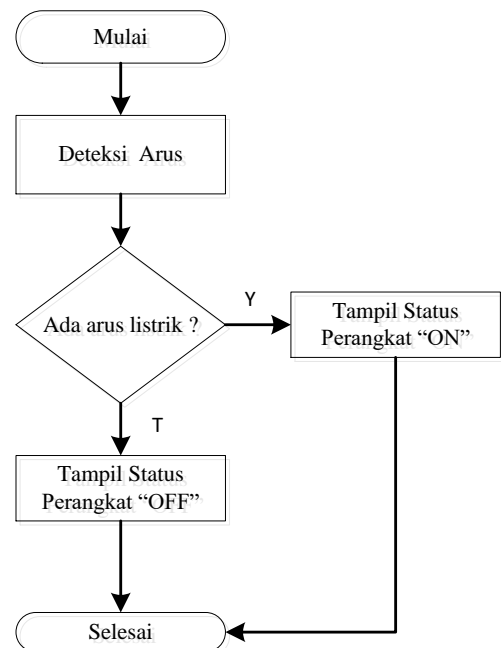 Mulai
Deteksi Arus
Ada arus listrik ?
Y
Tampil Status
Perangkat “ON”
T
Tampil Status
Perangkat “OFF”
Selesai